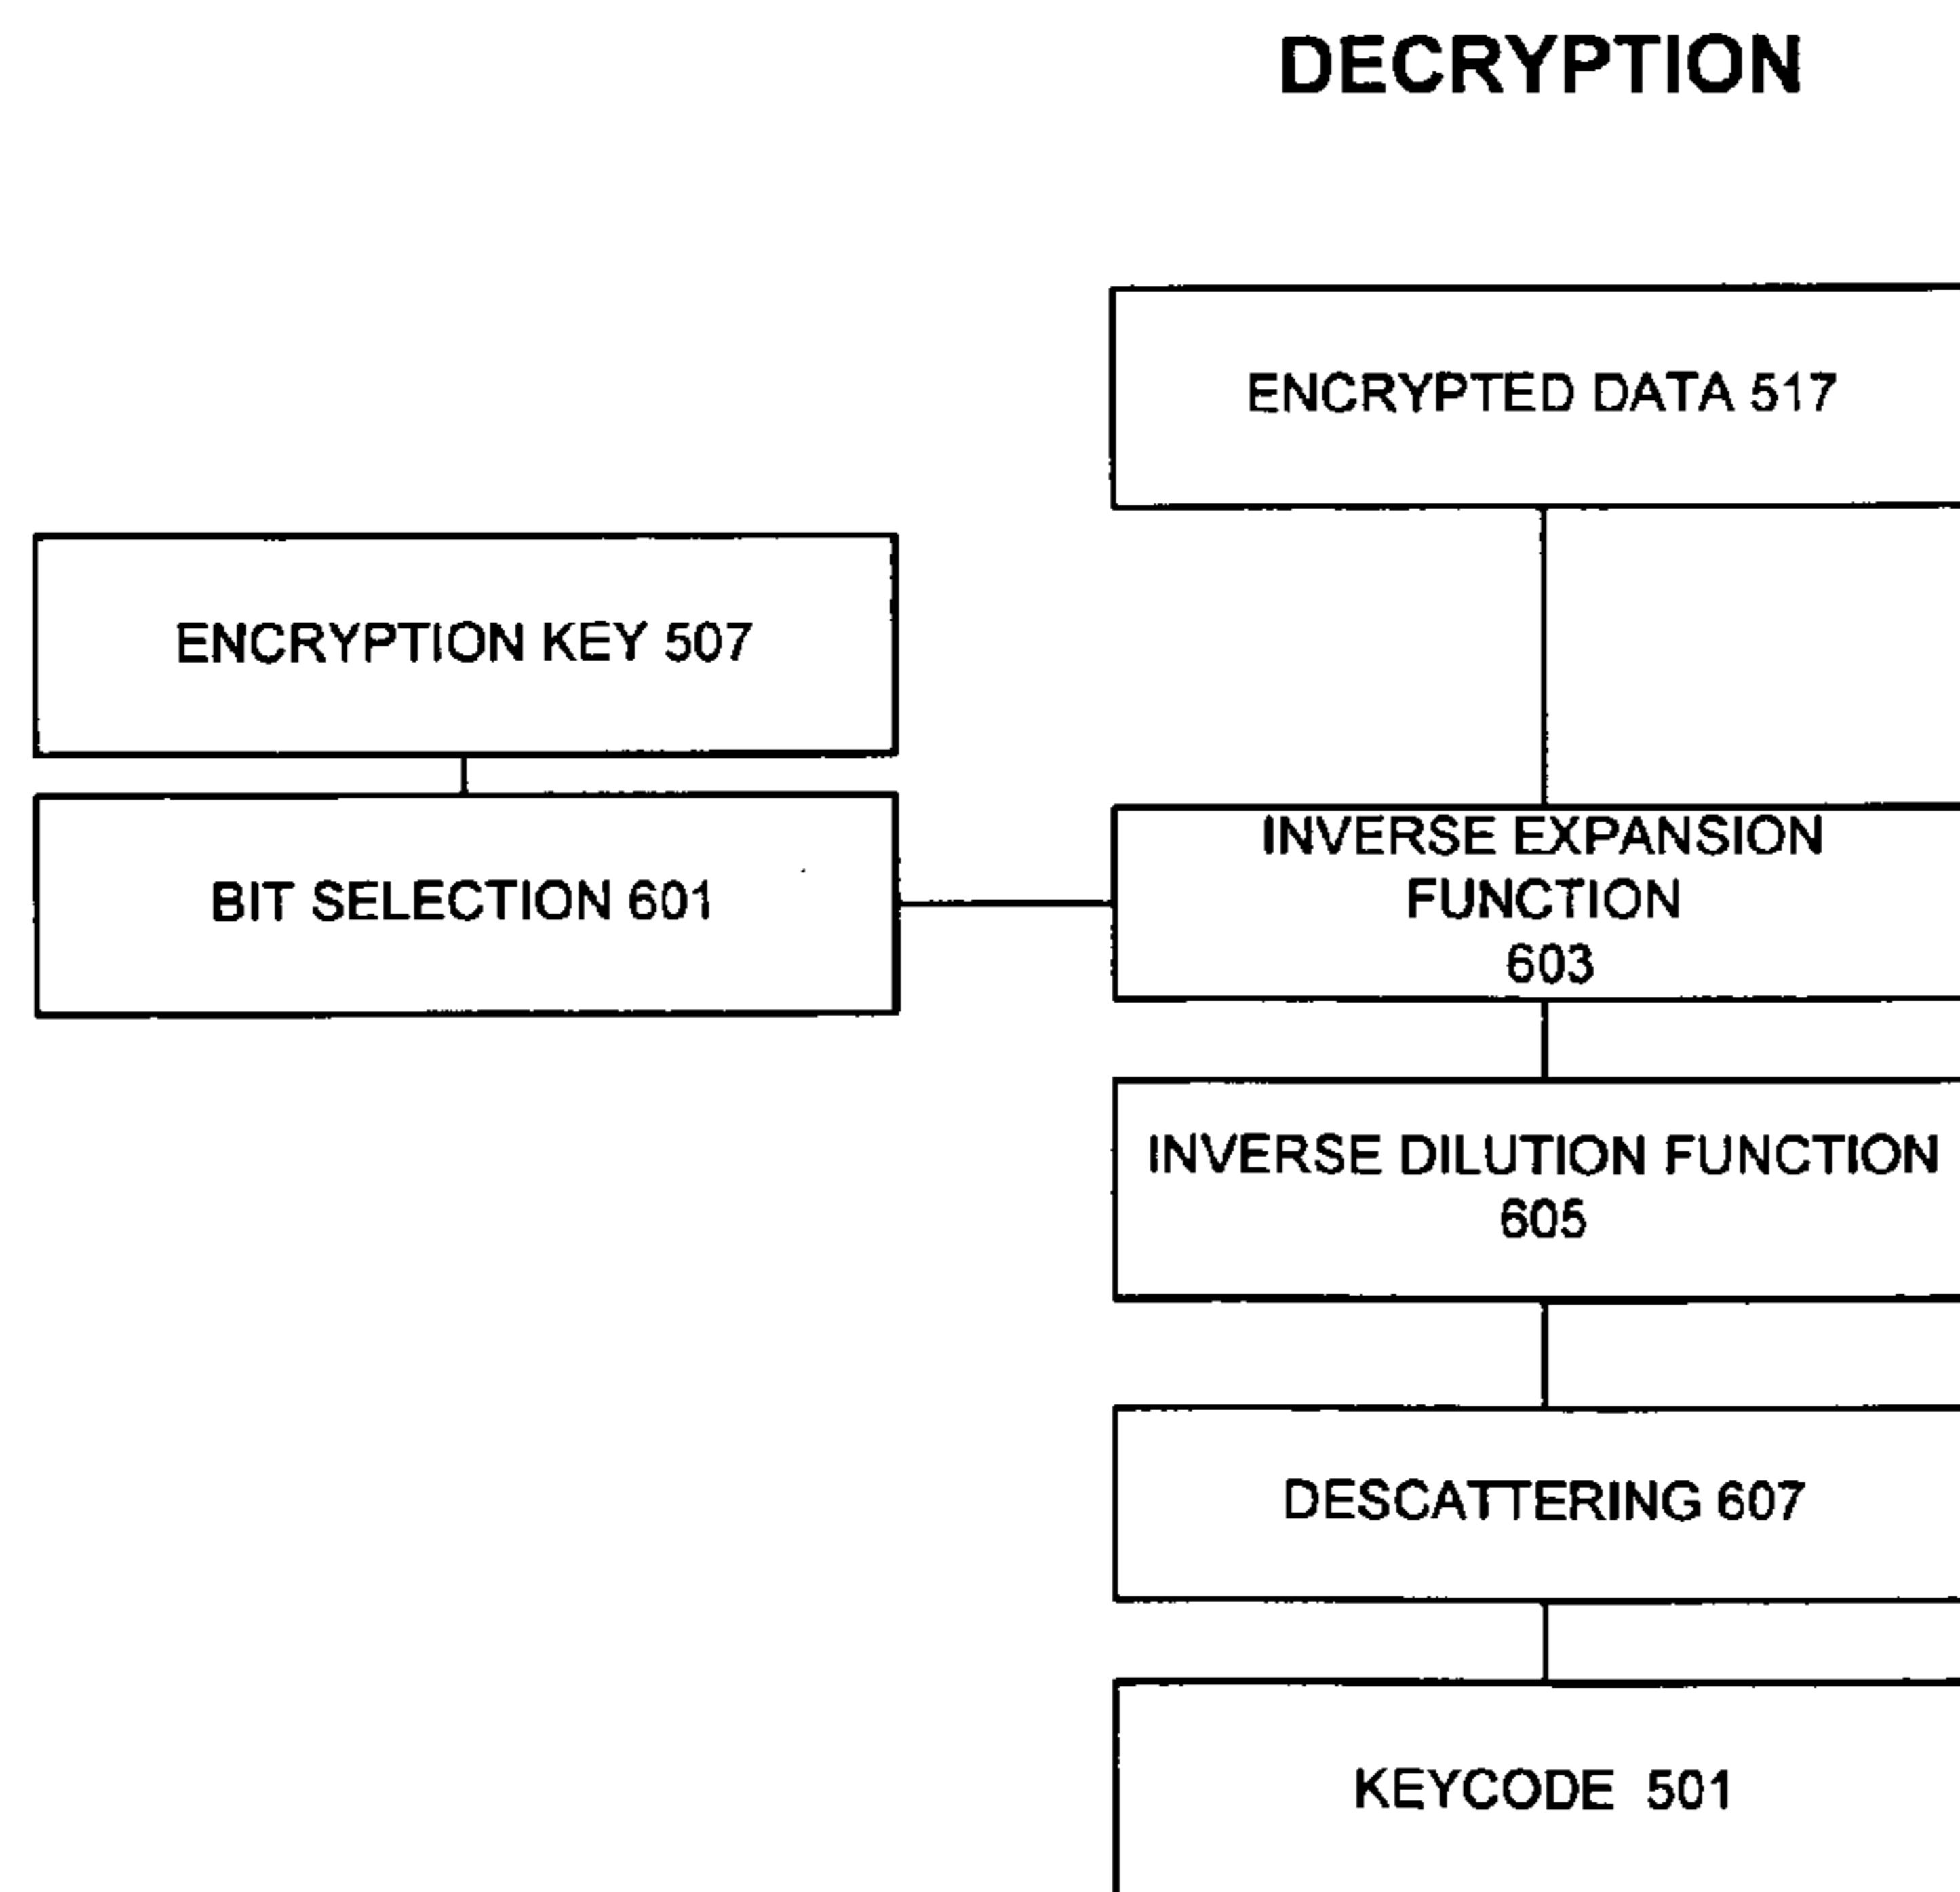 DECRYPTION
ENCRYPTED DATA 517
ENCRYPTION KEY 507
BIT SELECTION 601
INVERSE EXPANSION
FUNCTION
603
INVERSE DILUTION FUNCTION
605
DESCATTERING 607
KEYCODE 501